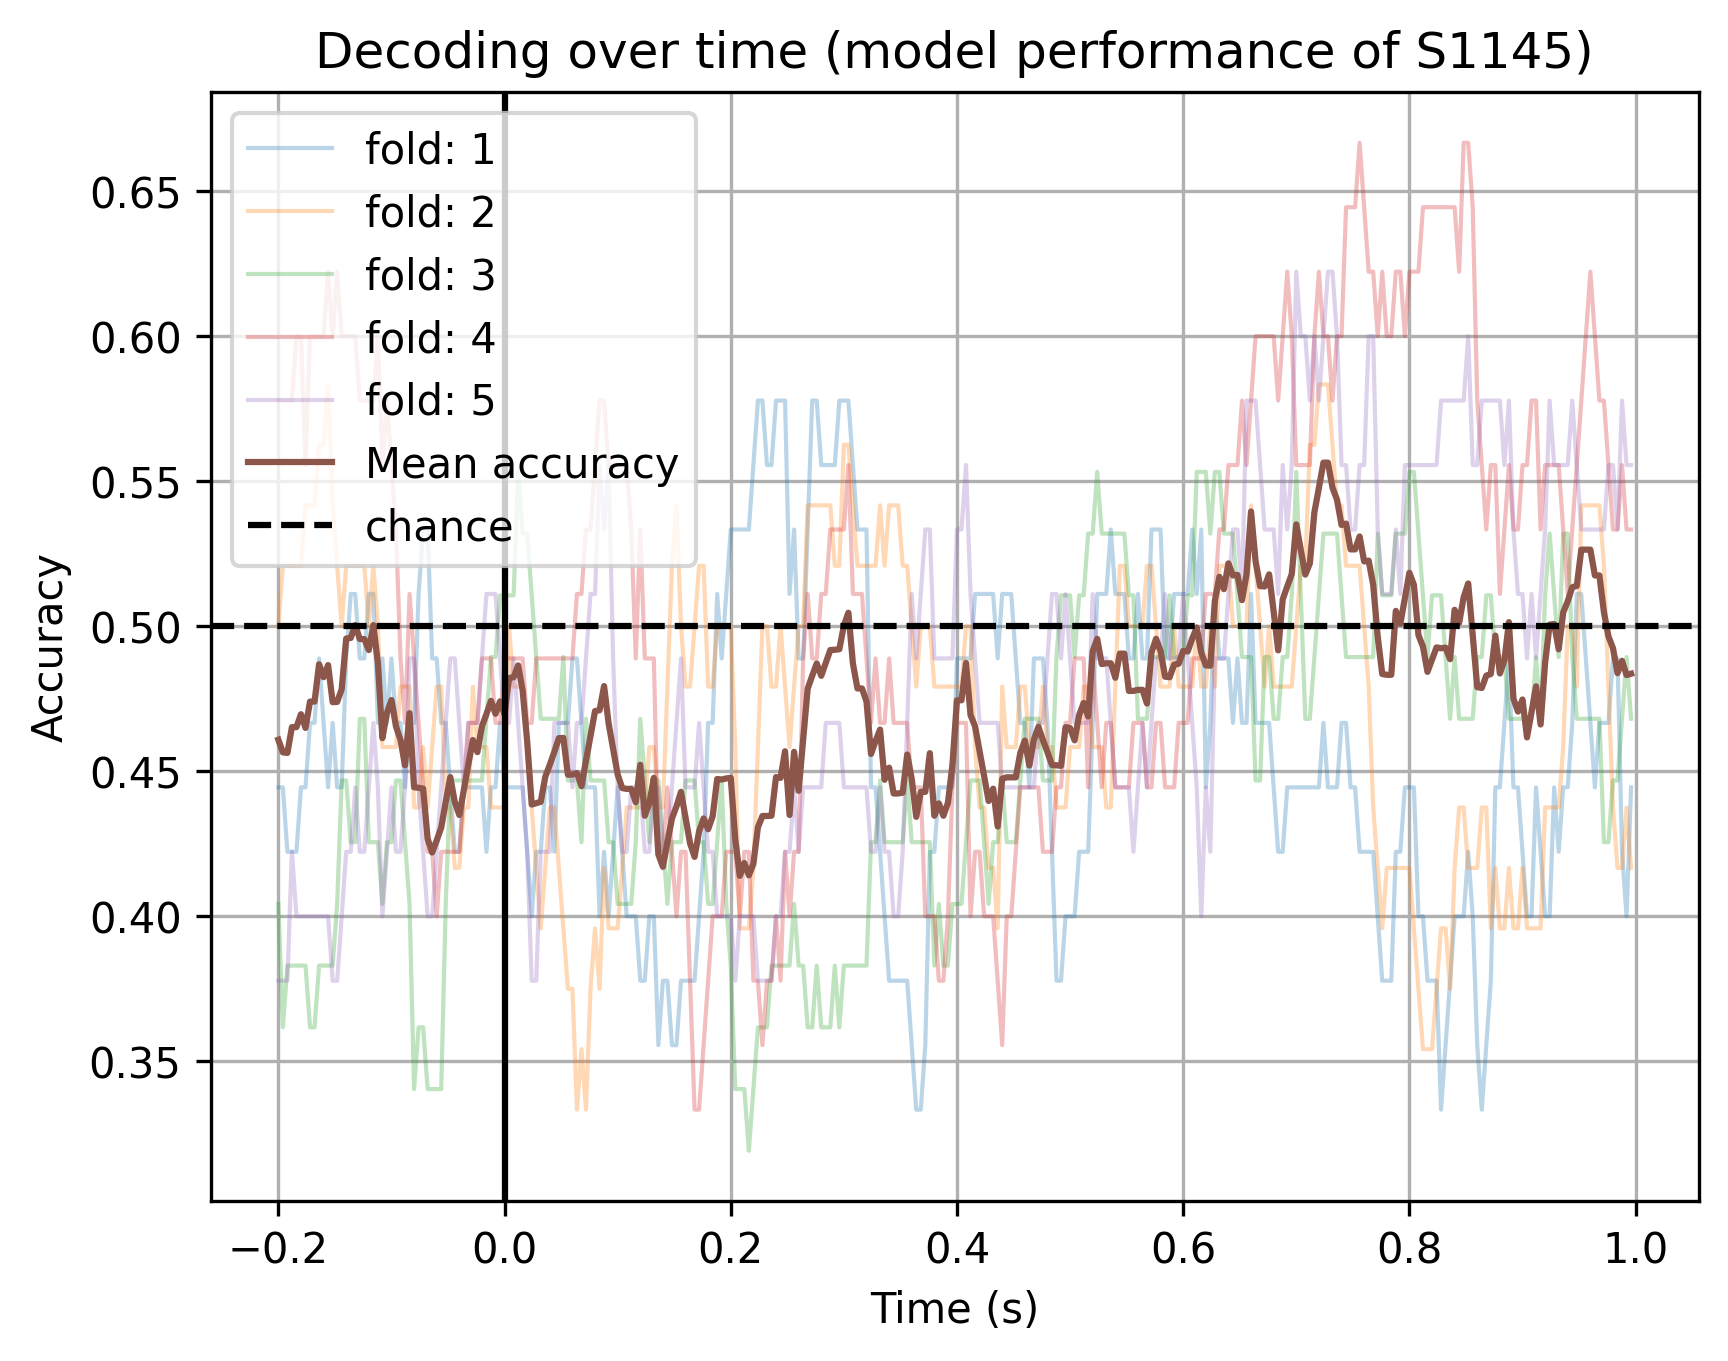 Decoding over time (model performance of S1145)
fold: 1
fold: 2
fold: 3
fold: 4
fold: 5
Mean accuracy
chance
Accuracy
0.65
0.60
0.55
0.50
0.45
0.40
0.35
−0.2 0.0 0.2 0.4 0.6 0.8 1.0
Time (s)